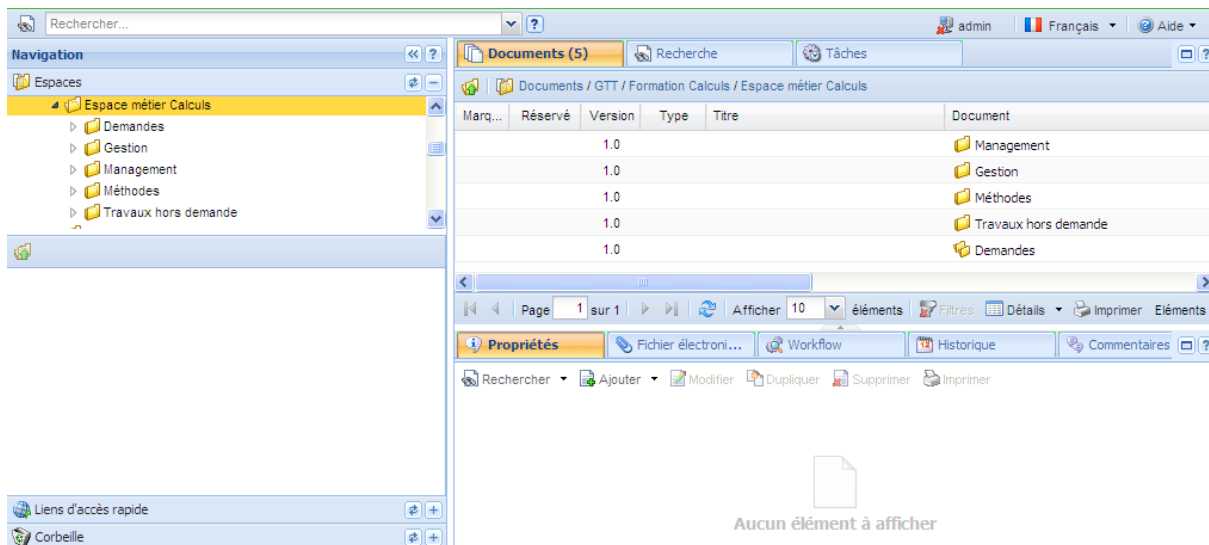 Rechercher...
? admin Français Aide
Navigation ?
Documents (5) Recherche Tâches ?
Espaces
Documents / GTT / Formation Calculs / Espace métier Calculs
Espace métier Calculs
Demandes
Gestion
Management
Méthodes
Travaux hors demande
Marq... Réservé Version Type Titre Document
1.0 Management
1.0 Gestion
1.0 Méthodes
1.0 Travaux hors demande
1.0 Demandes
Page 1 sur 1 Afficher 10 éléments Filtres Détails Imprimer Eléments
Propriétés Fichier électroni... Workflow 12 Historique Commentaires ?
Rechercher Ajouter Modifier Dupliquer Supprimer Imprimer
Aucun élément à afficher
Liens d'accès rapide
Corbeille